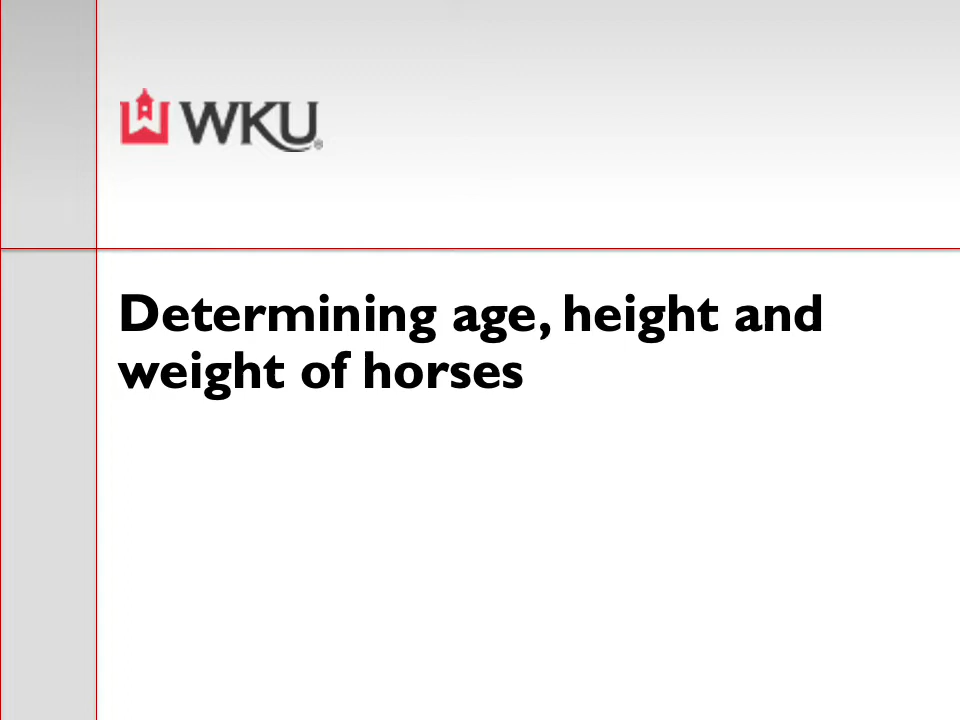 WKU®
Determining age, height and
weight of horses